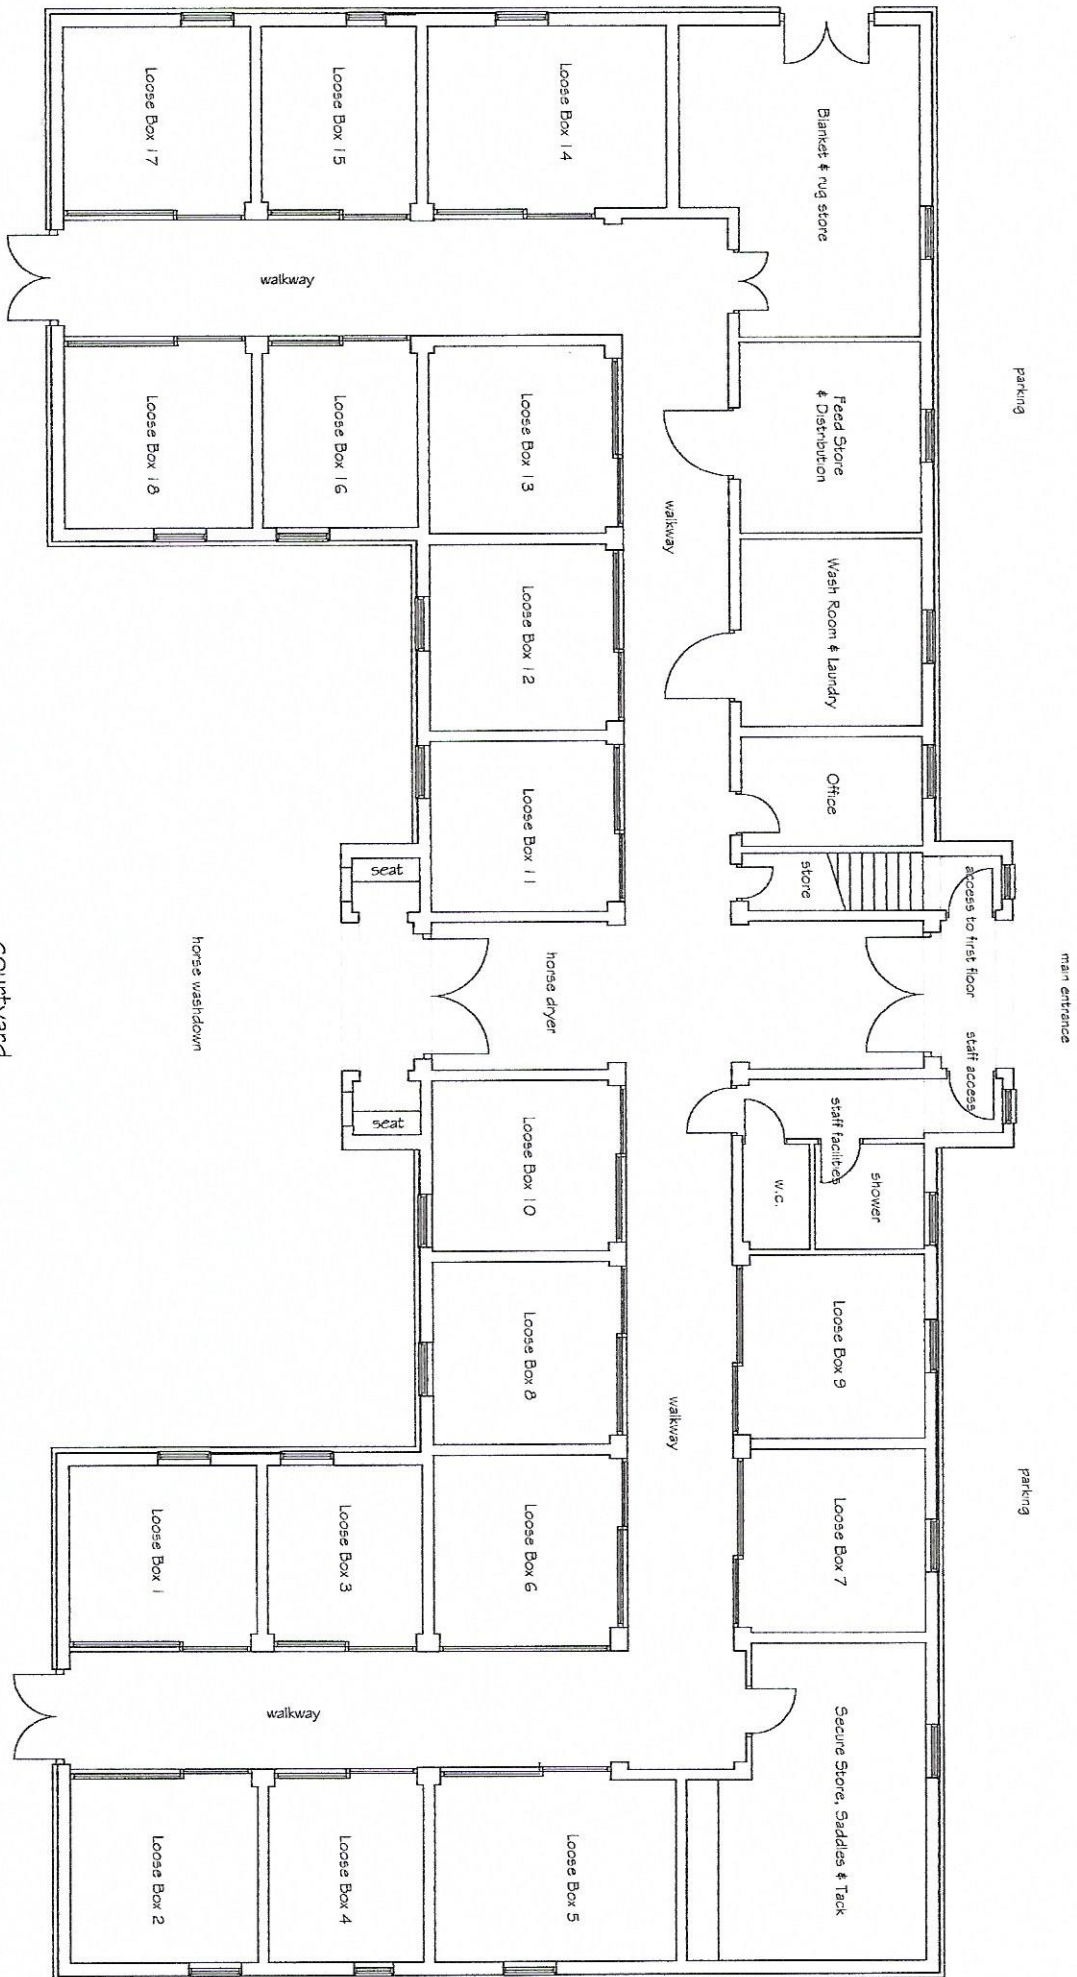 main entrance
parking
parking
Blanket & rug store
Feed Store
& Distribution
Wash Room & Laundry
Office
store
access to first floor
staff access
staff facilities
shower
w.c.
Loose Box 9
Loose Box 7
Secure Store, Saddles & Tack
walkway
walkway
Loose Box 14
Loose Box 13
Loose Box 12
Loose Box 11
horse dryer
Loose Box 10
Loose Box 8
Loose Box 6
Loose Box 5
seat
seat
Loose Box 15
walkway
Loose Box 16
Loose Box 3
walkway
Loose Box 4
Loose Box 17
Loose Box 18
horse washdown
Loose Box 1
Loose Box 2
courtyard